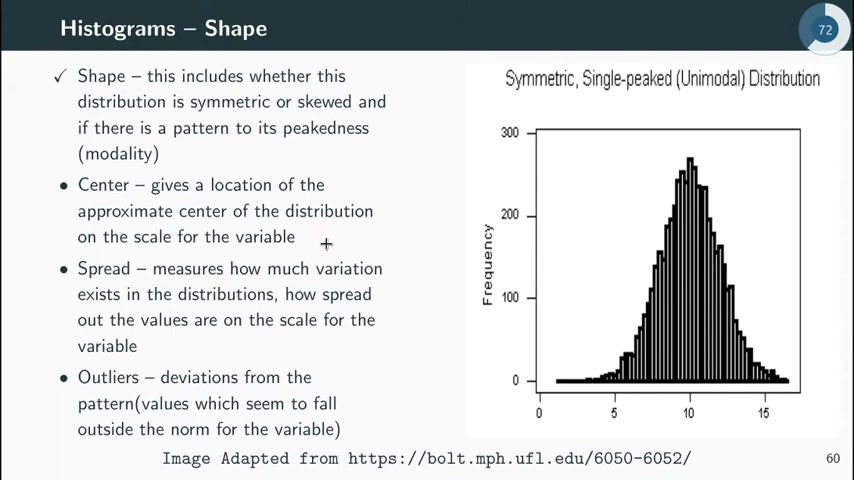 Histograms – Shape
72
✓ Shape – this includes whether this
distribution is symmetric or skewed and
if there is a pattern to its peakedness
(modality)
• Center – gives a location of the
approximate center of the distribution
on the scale for the variable
• Spread – measures how much variation
exists in the distributions, how spread
out the values are on the scale for the
variable
• Outliers – deviations from the
pattern(values which seem to fall
outside the norm for the variable)
Symmetric, Single-peaked (Unimodal) Distribution
300
200
100
0
Frequency
0 5 10 15
Image Adapted from https://bolt.mph.ufl.edu/6050-6052/
60